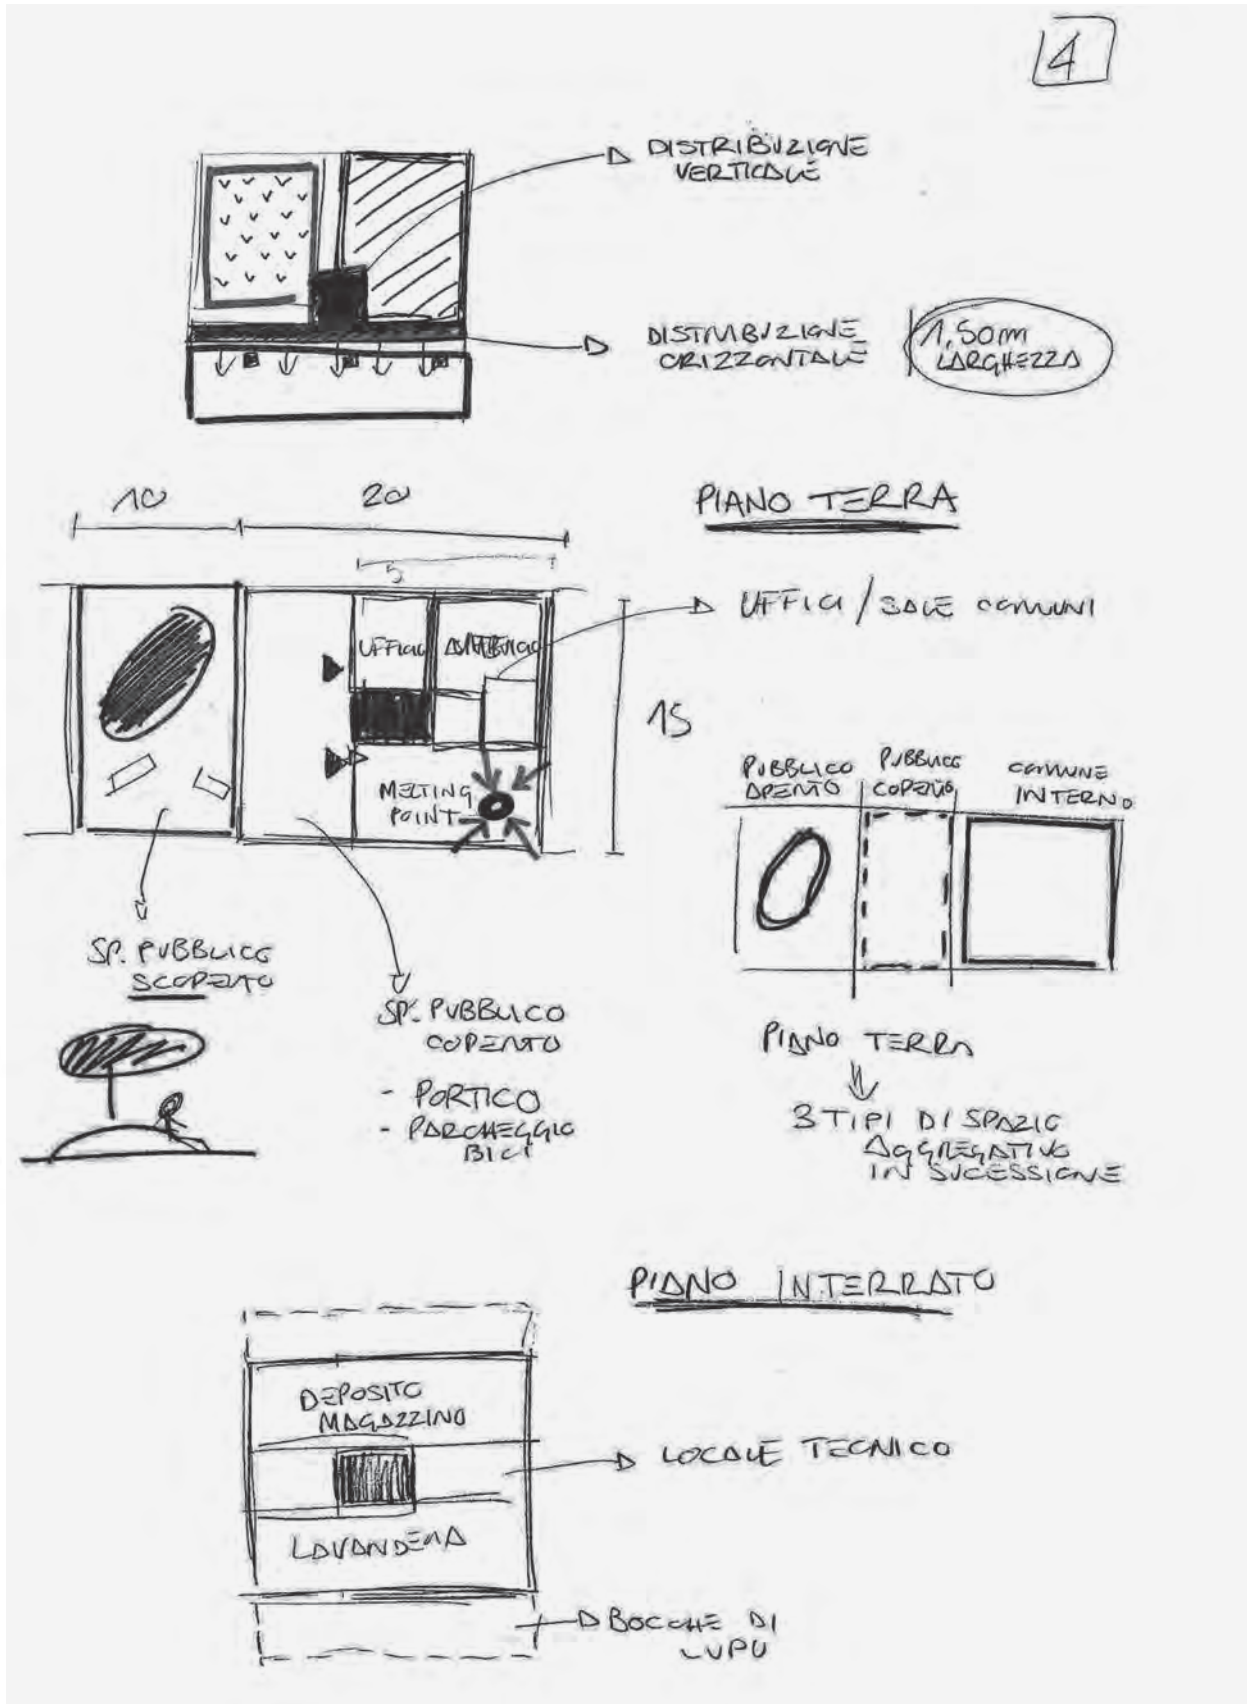 4
DISTRIBUZIONE
VERTICALE
DISTRIBUZIONE
ORIZZONTALE
1,50m
LARGHEZZA
10
20
PIANO TERRA
5
UFFICI / SALE COMUNI
UFFICIO
15
MELTING
POINT
PUBBLICO
APERTO
PUBBLICO
COPERTO
COMUNE
INTERNO
SP. PUBBLICO
SCOPERTO
SP. PUBBLICO
COPERTO
- PORTICO
- PARCHEGGIO
BICI
PIANO TERRA
3 TIPI DI SPAZIO
AGGREGATIVO
IN SUCESSIONE
PIANO INTERRATO
DEPOSITO
MAGAZZINO
LOCALE TECNICO
LAVANDERIA
BOCCHE DI
LUPO